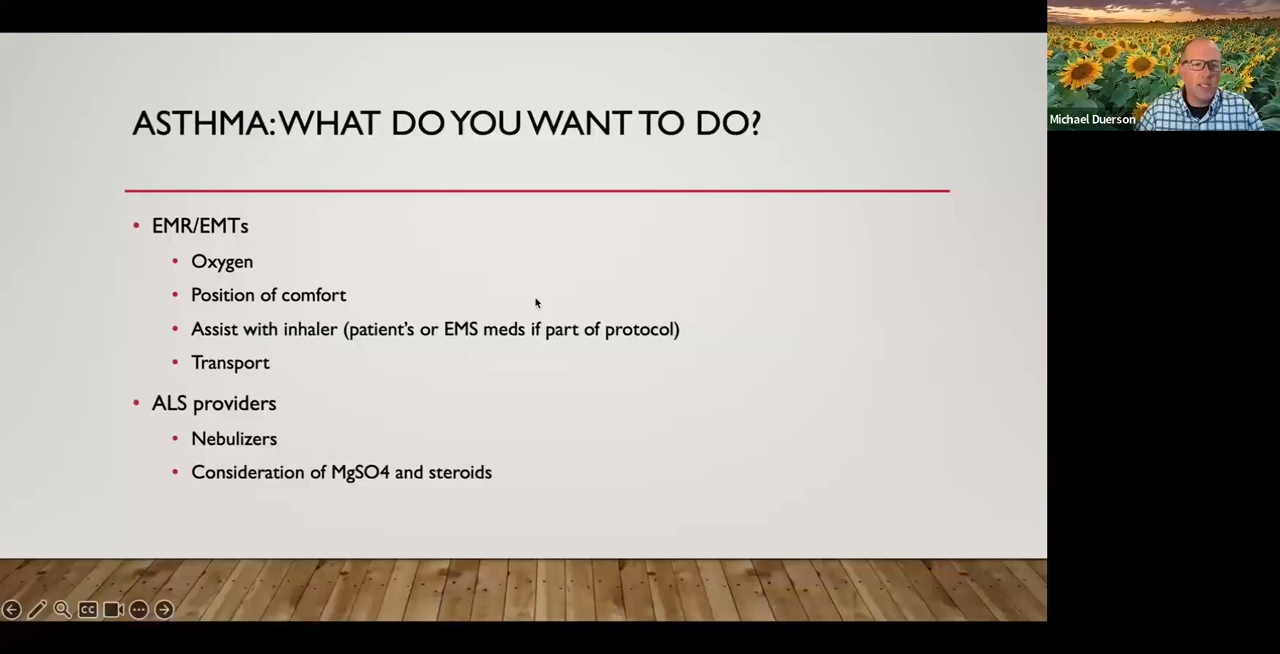 ASTHMA: WHAT DO YOU WANT TO DO?
• EMR/EMTs
• Oxygen
• Position of comfort
• Assist with inhaler (patient's or EMS meds if part of protocol)
• Transport
• ALS providers
• Nebulizers
• Consideration of MgSO4 and steroids
Michael Duerson
CC